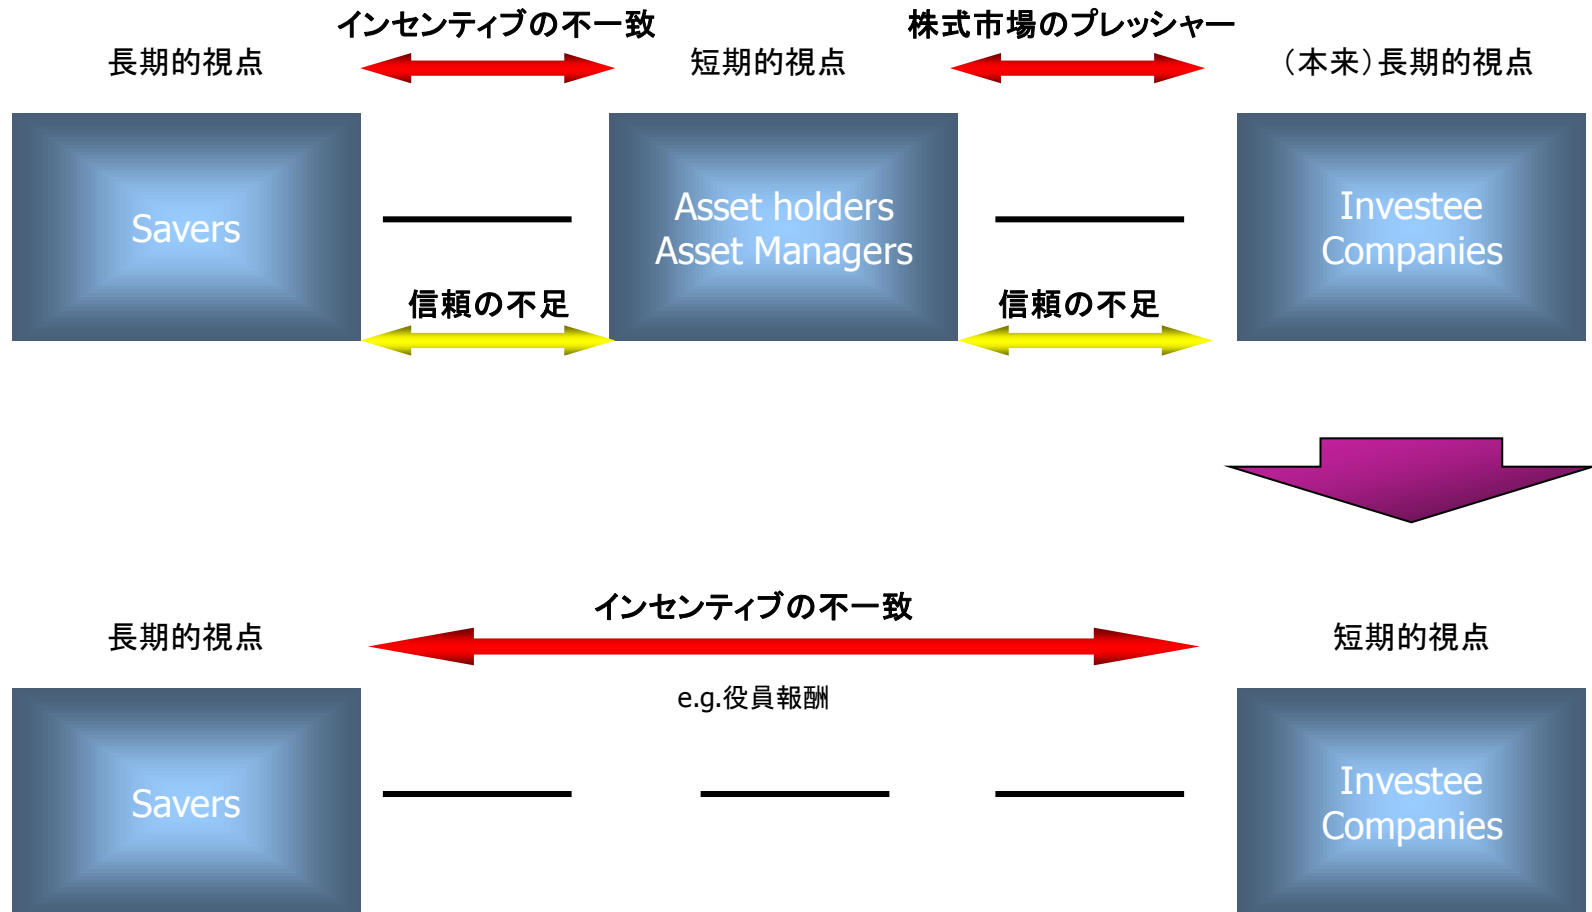 インセンティブの不一致
株式市場のプレッシャー
長期的視点
短期的視点
（本来）長期的視点
Savers
Asset holders
Asset Managers
Investee
Companies
信頼の不足
信頼の不足
インセンティブの不一致
長期的視点
短期的視点
e.g.役員報酬
Savers
Investee
Companies